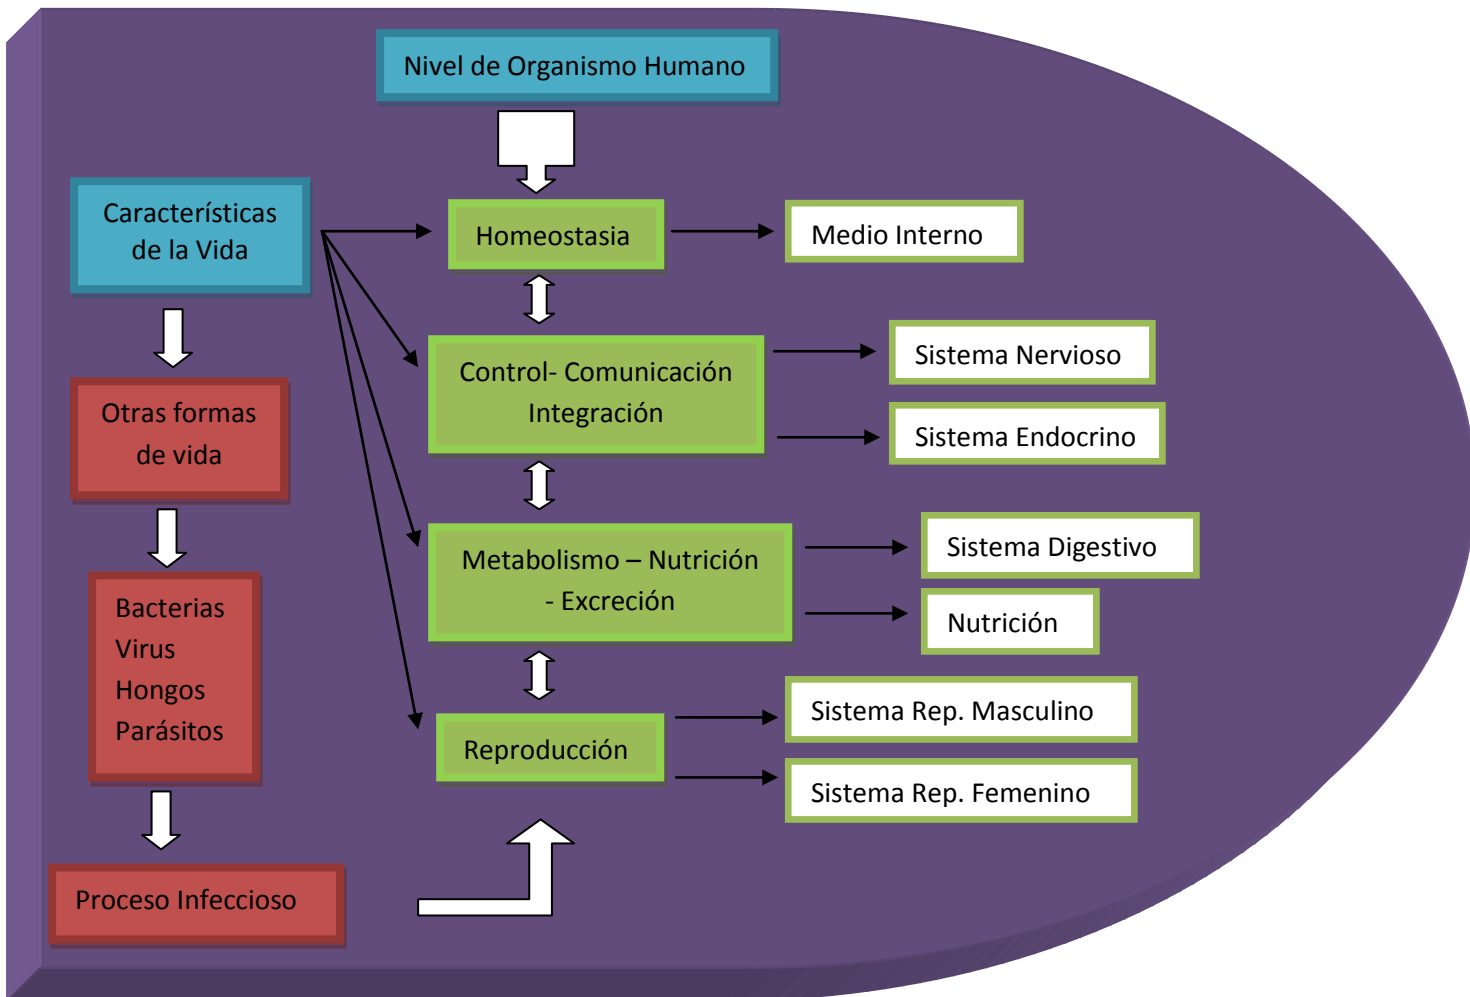 Nivel de Organismo Humano
Características
de la Vida
Homeostasia
Medio Interno
Control- Comunicación
Integración
Sistema Nervioso
Sistema Endocrino
Otras formas
de vida
Metabolismo – Nutrición
- Excreción
Sistema Digestivo
Nutrición
Bacterias
Virus
Hongos
Parásitos
Reproducción
Sistema Rep. Masculino
Sistema Rep. Femenino
Proceso Infeccioso